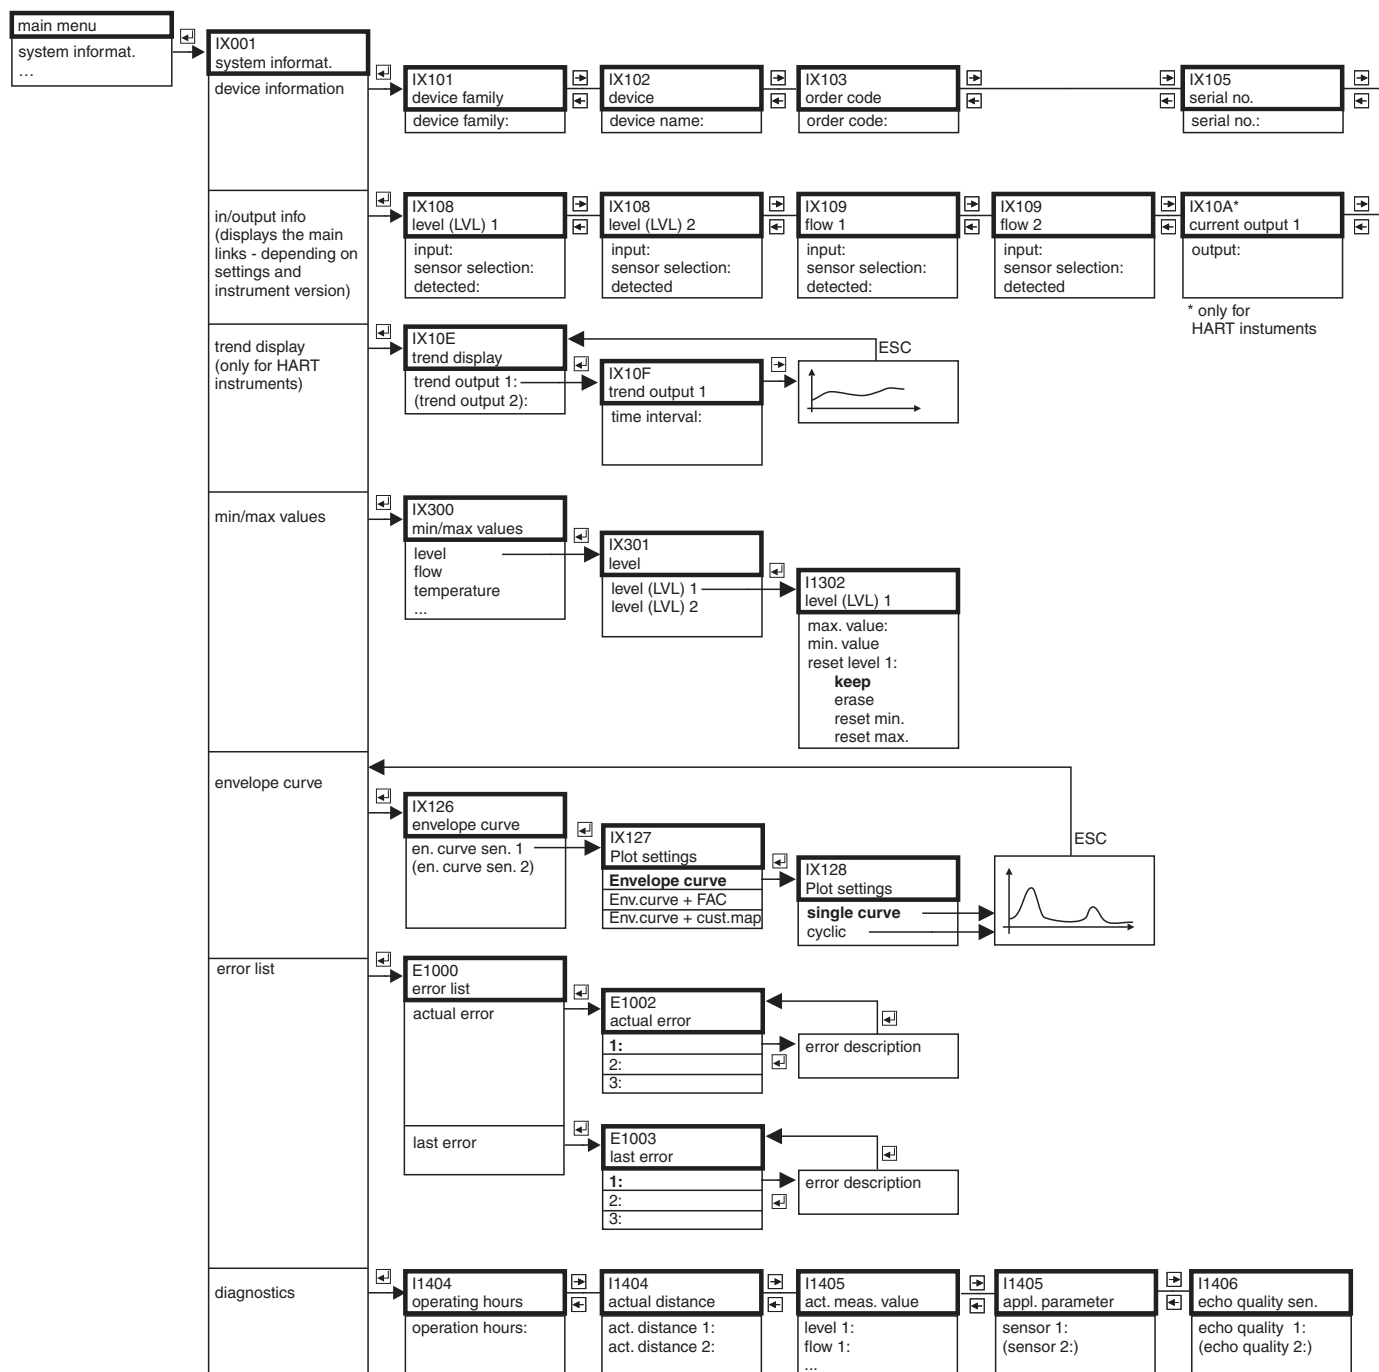 main menu
system informat.
...
IX001
system informat.
device information
IX101
device family
device family:
IX102
device
device name:
IX103
order code
order code:
IX105
serial no.
serial no.:
in/output info
(displays the main
links - depending on
settings and
instrument version)
IX108
level (LVL) 1
input:
sensor selection:
detected:
IX108
level (LVL) 2
input:
sensor selection:
detected
IX109
flow 1
input:
sensor selection:
detected:
IX109
flow 2
input:
sensor selection:
detected
IX10A*
current output 1
output:
* only for
HART instuments
trend display
(only for HART
instruments)
IX10E
trend display
trend output 1:
(trend output 2):
IX10F
trend output 1
time interval:
ESC
min/max values
IX300
min/max values
level
flow
temperature
...
IX301
level
level (LVL) 1
level (LVL) 2
I1302
level (LVL) 1
max. value:
min. value
reset level 1:
keep
erase
reset min.
reset max.
envelope curve
IX126
envelope curve
en. curve sen. 1
(en. curve sen. 2)
IX127
Plot settings
Envelope curve
Env.curve + FAC
Env.curve + cust.map
IX128
Plot settings
single curve
cyclic
ESC
error list
E1000
error list
actual error
E1002
actual error
1:
2:
3:
error description
last error
E1003
last error
1:
2:
3:
error description
diagnostics
I1404
operating hours
operation hours:
I1404
actual distance
act. distance 1:
act. distance 2:
I1405
act. meas. value
level 1:
flow 1:
...
I1405
appl. parameter
sensor 1:
(sensor 2:)
I1406
echo quality sen.
echo quality 1:
(echo quality 2:)